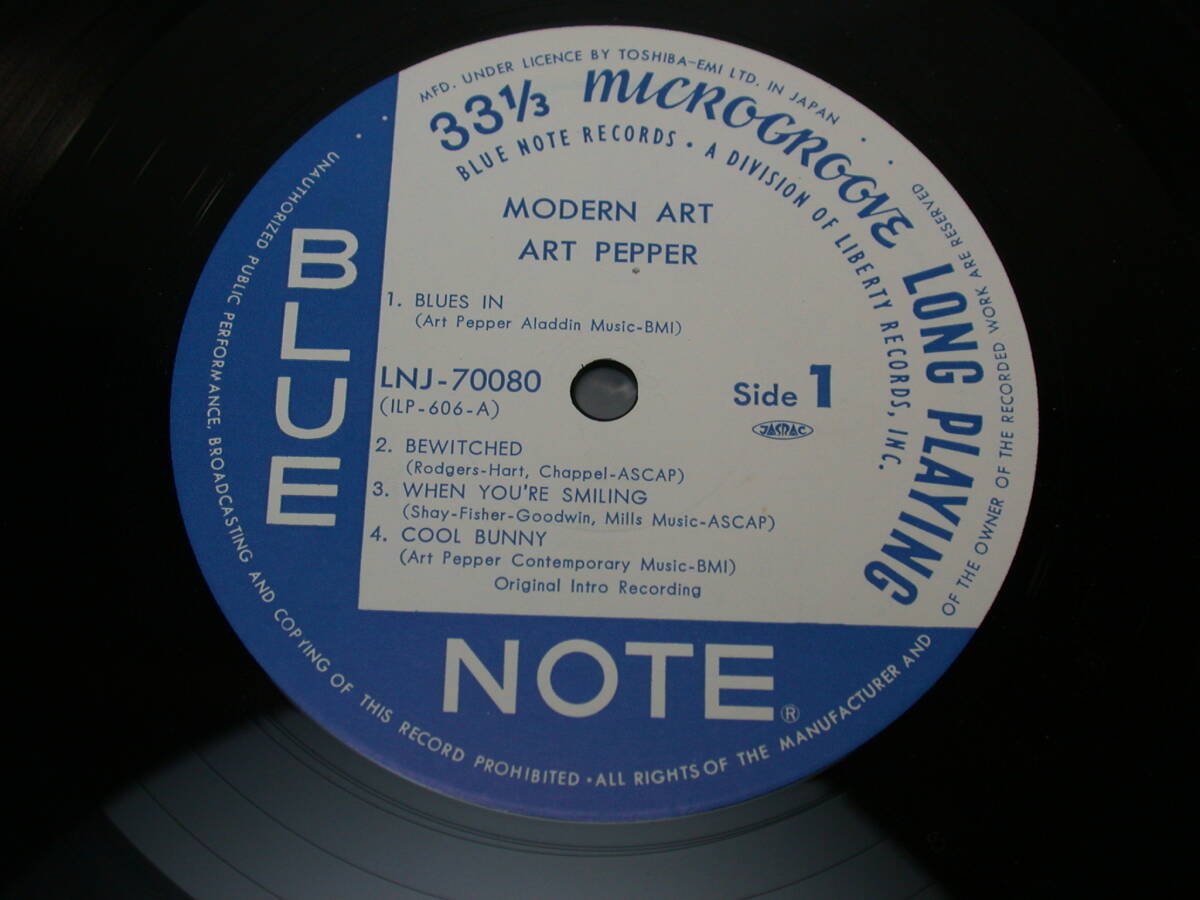 MFD. UNDER LICENCE BY TOSHIBA-EMI LTD. IN JAPAN
33 1/3 MICROGROOVE LONG PLAYING
BLUE NOTE RECORDS • A DIVISION OF LIBERTY RECORDS, INC.
MODERN ART
ART PEPPER
1. BLUES IN
(Art Pepper Aladdin Music-BMI)
LNJ-70080
(ILP-606-A)
Side 1
JASRAC
2. BEWITCHED
(Rodgers-Hart, Chappel-ASCAP)
3. WHEN YOU'RE SMILING
(Shay-Fisher-Goodwin, Mills Music-ASCAP)
4. COOL BUNNY
(Art Pepper Contemporary Music-BMI)
Original Intro Recording
BLUE
NOTE®
UNAUTHORIZED PUBLIC PERFORMANCE, BROADCASTING AND COPYING OF THIS RECORD PROHIBITED • ALL RIGHTS OF THE MANUFACTURER AND OF THE OWNER OF THE RECORDED WORK ARE RESERVED